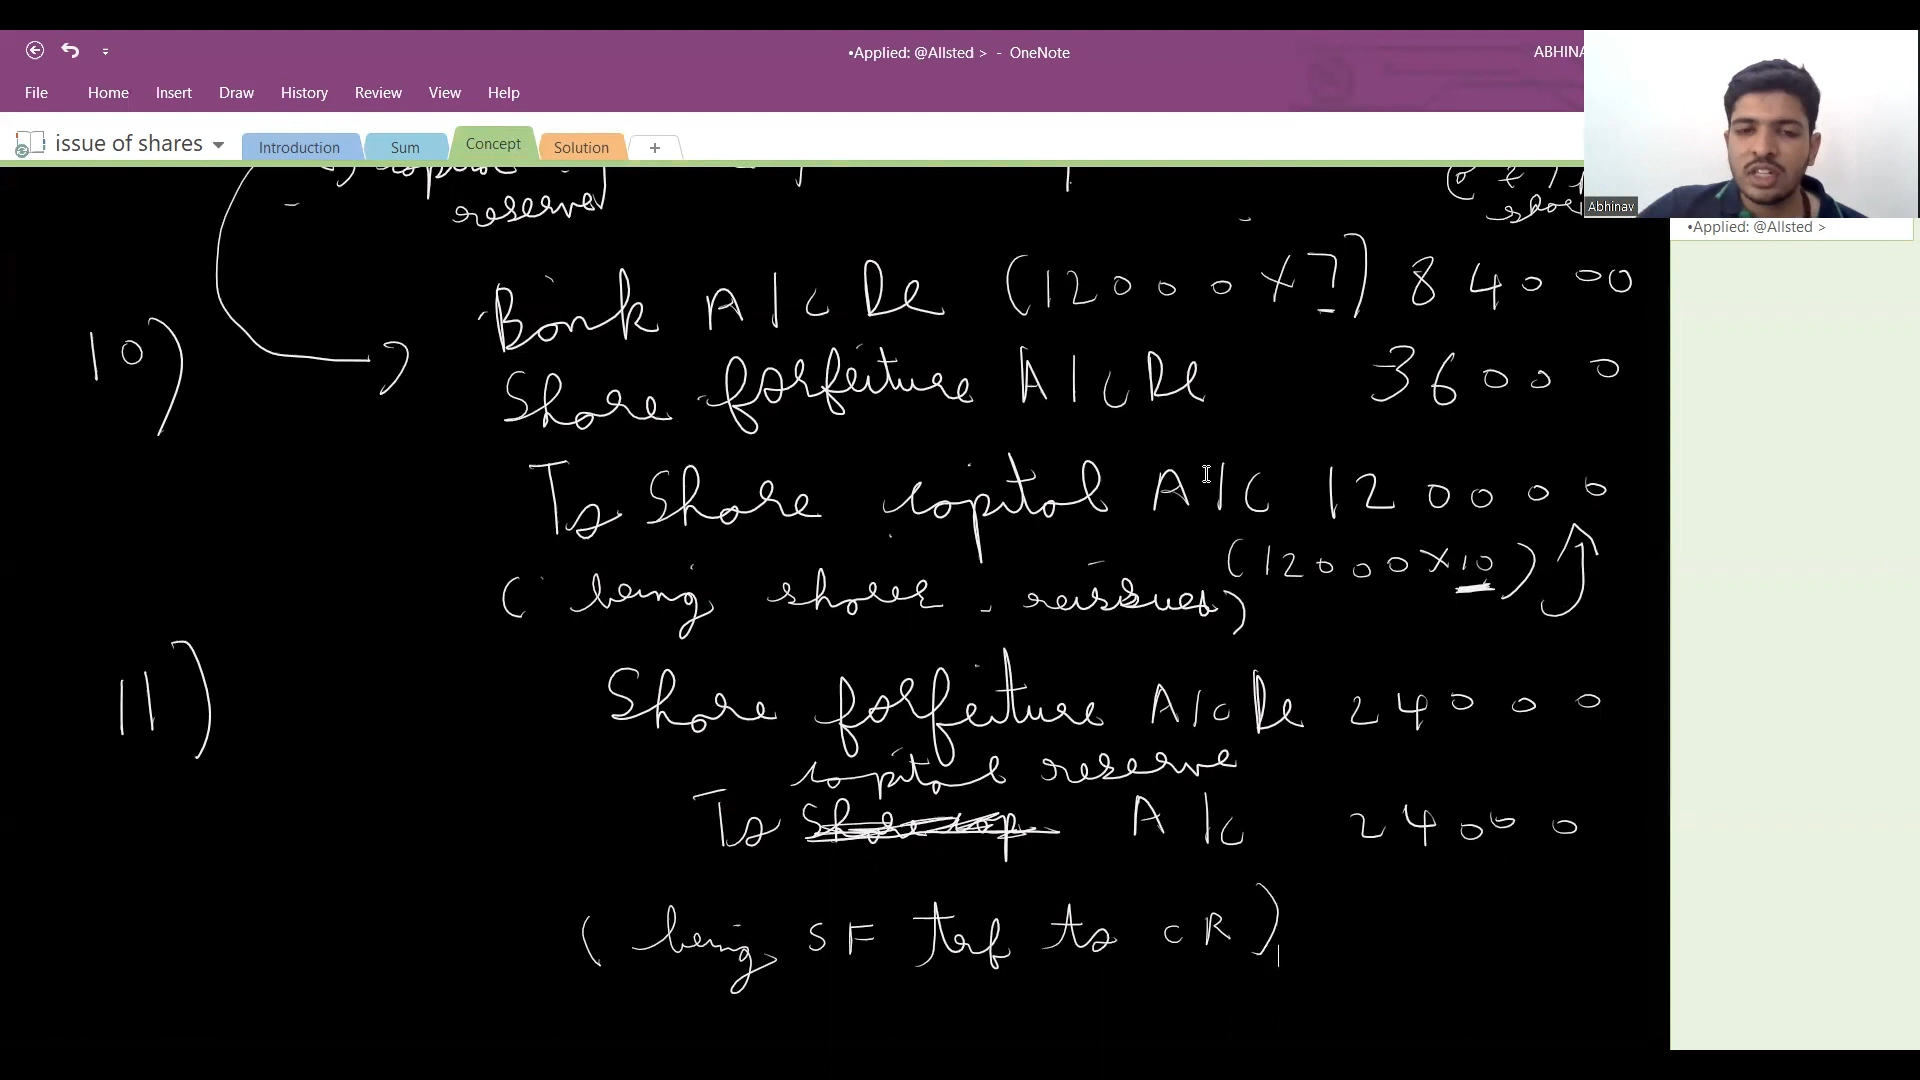 •Applied: @Allsted > - OneNote
ABHINA
File Home Insert Draw History Review View Help
issue of shares Introduction Sum Concept Solution +
Abhinav
•Applied: @Allsted >
capital
reserve
10)
Bank A/c Dr (12000 x 7) 84000
Share forfeiture A/c Dr 36000
To Share capital A/C 120000
(12000 x 10)
(being shares reissued)
11)
Share forfeiture A/c Dr 24000
capital reserve
To A/c 24000
(being SF trf to CR)